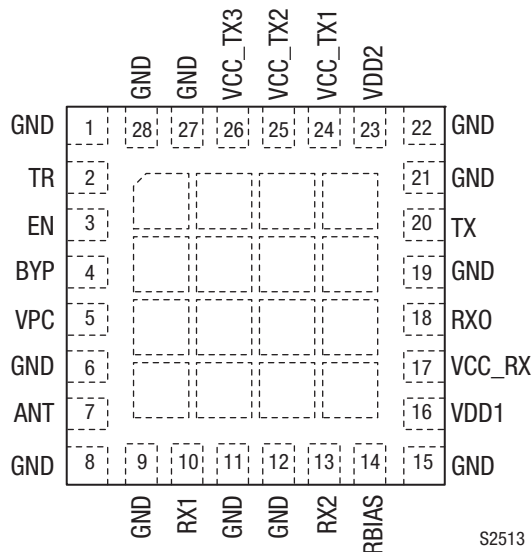 GND
GND
VCC_TX3
VCC_TX2
VCC_TX1
VDD2
GND 1 28 27 26 25 24 23 22 GND
TR 2 21 GND
EN 3 20 TX
BYP 4 19 GND
VPC 5 18 RXO
GND 6 17 VCC_RX
ANT 7 16 VDD1
GND 8 9 10 11 12 13 14 15 GND
GND
RX1
GND
GND
RX2
RBIAS
S2513